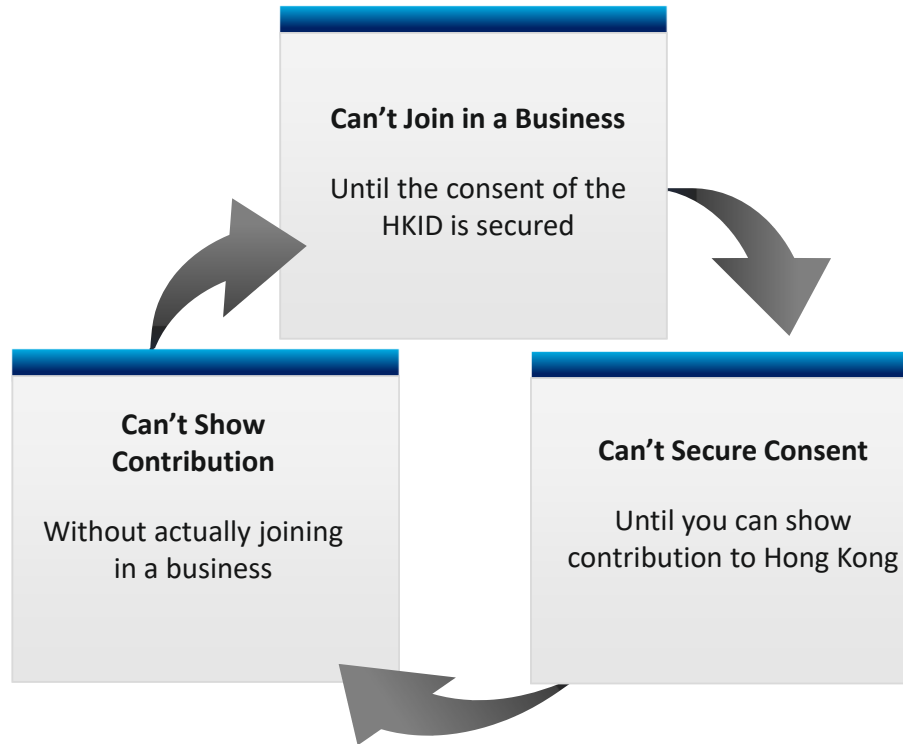 Can’t Join in a Business
Until the consent of the
HKID is secured
Can’t Show
Contribution
Without actually joining
in a business
Can’t Secure Consent
Until you can show
contribution to Hong Kong